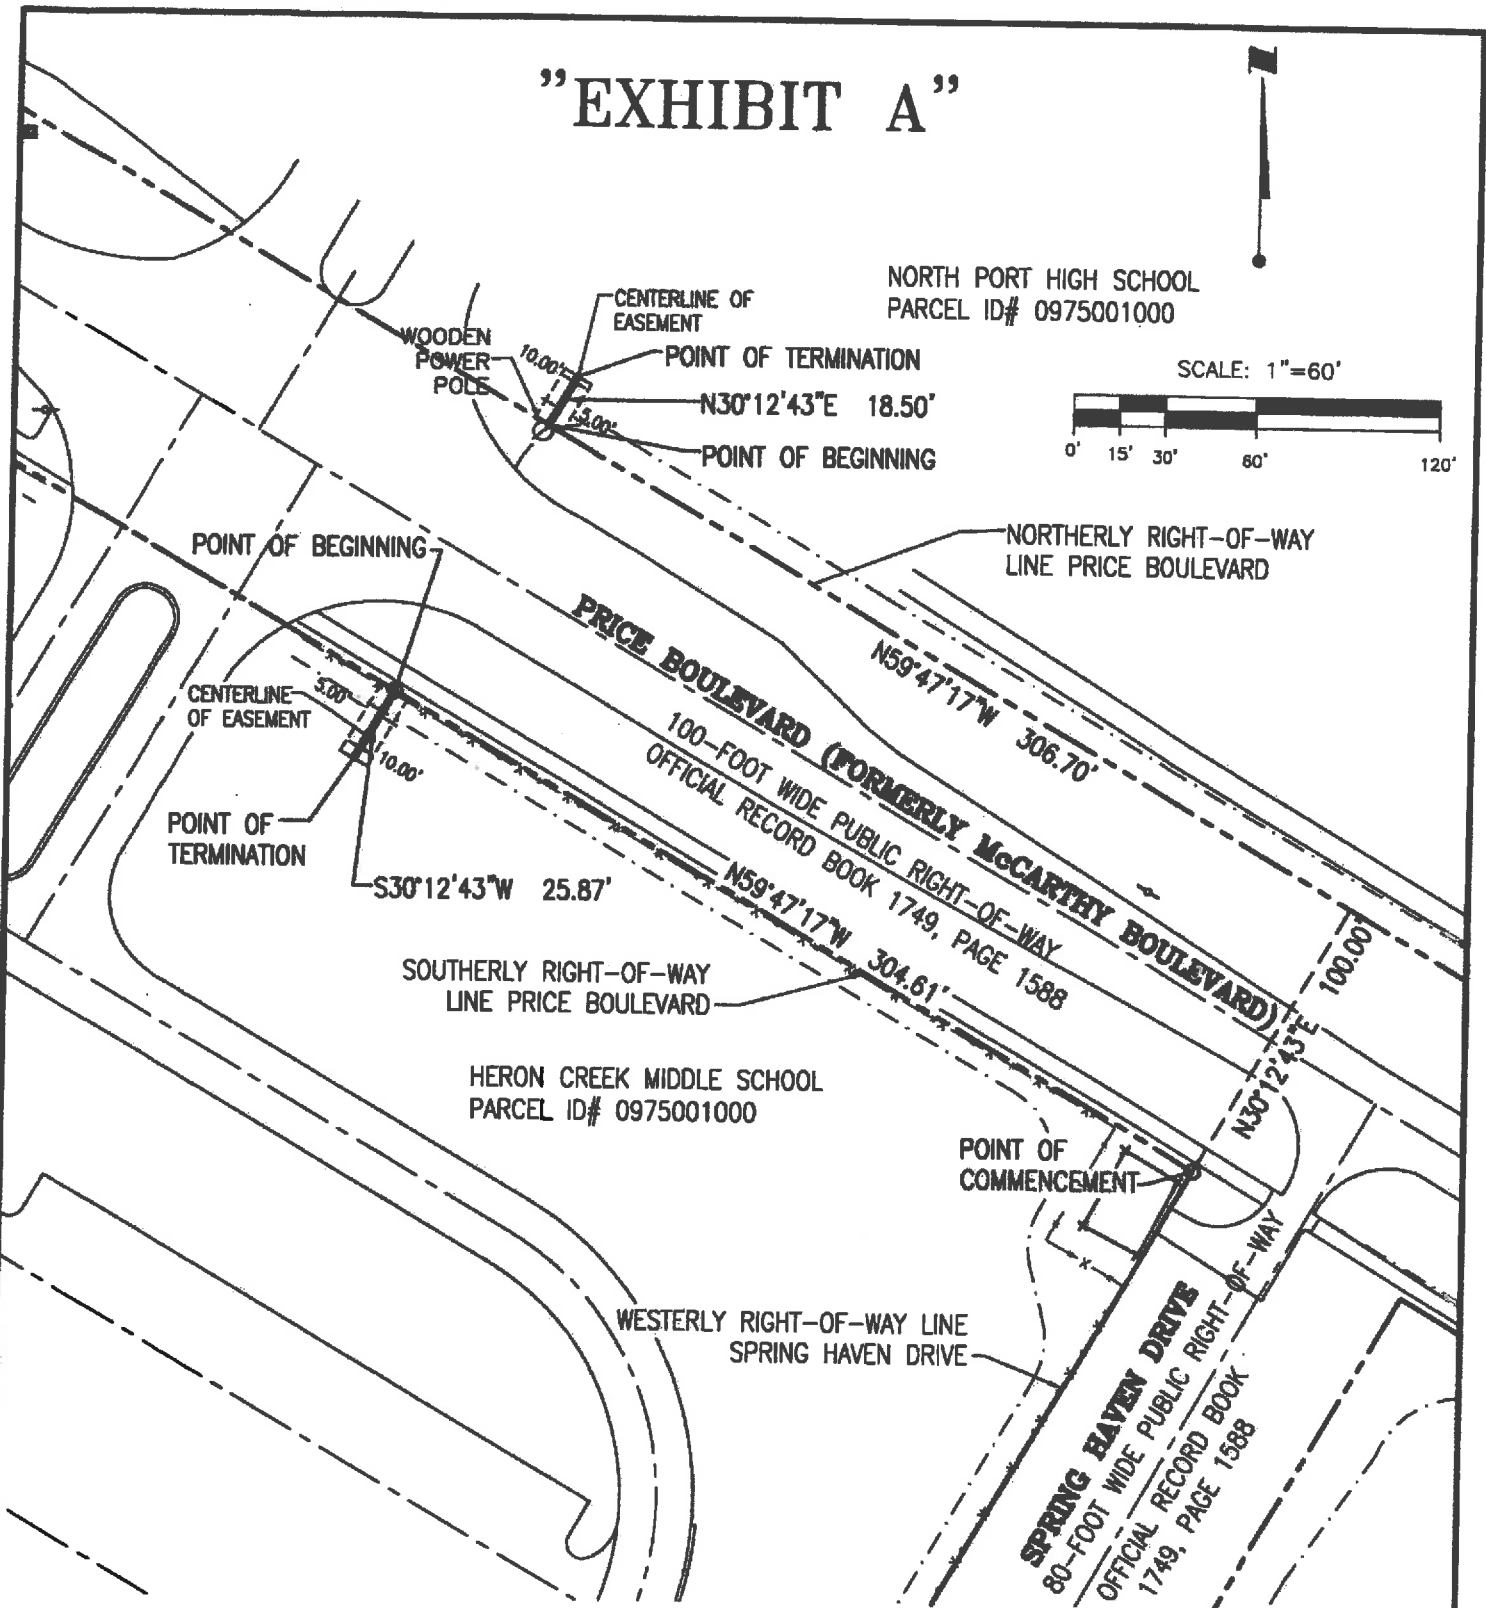 "EXHIBIT A"
NORTH PORT HIGH SCHOOL
PARCEL ID# 0975001000
CENTERLINE OF
EASEMENT
WOODEN
POWER
POLE
10.00'
POINT OF TERMINATION
N30°12'43"E 18.50'
5.00'
POINT OF BEGINNING
SCALE: 1"=60'
0' 15' 30' 60' 120'
NORTHERLY RIGHT-OF-WAY
LINE PRICE BOULEVARD
POINT OF BEGINNING
PRICE BOULEVARD (FORMERLY McCARTHY BOULEVARD)
100-FOOT WIDE PUBLIC RIGHT-OF-WAY
OFFICIAL RECORD BOOK 1749, PAGE 1588
N59°47'17"W 306.70'
CENTERLINE
OF EASEMENT
5.00'
10.00'
POINT OF
TERMINATION
S30°12'43"W 25.87'
N59°47'17"W 304.61'
SOUTHERLY RIGHT-OF-WAY
LINE PRICE BOULEVARD
N30°12'43"E 100.00'
HERON CREEK MIDDLE SCHOOL
PARCEL ID# 0975001000
POINT OF
COMMENCEMENT
WESTERLY RIGHT-OF-WAY LINE
SPRING HAVEN DRIVE
SPRING HAVEN DRIVE
80-FOOT WIDE PUBLIC RIGHT-OF-WAY
OFFICIAL RECORD BOOK
1749, PAGE 1588